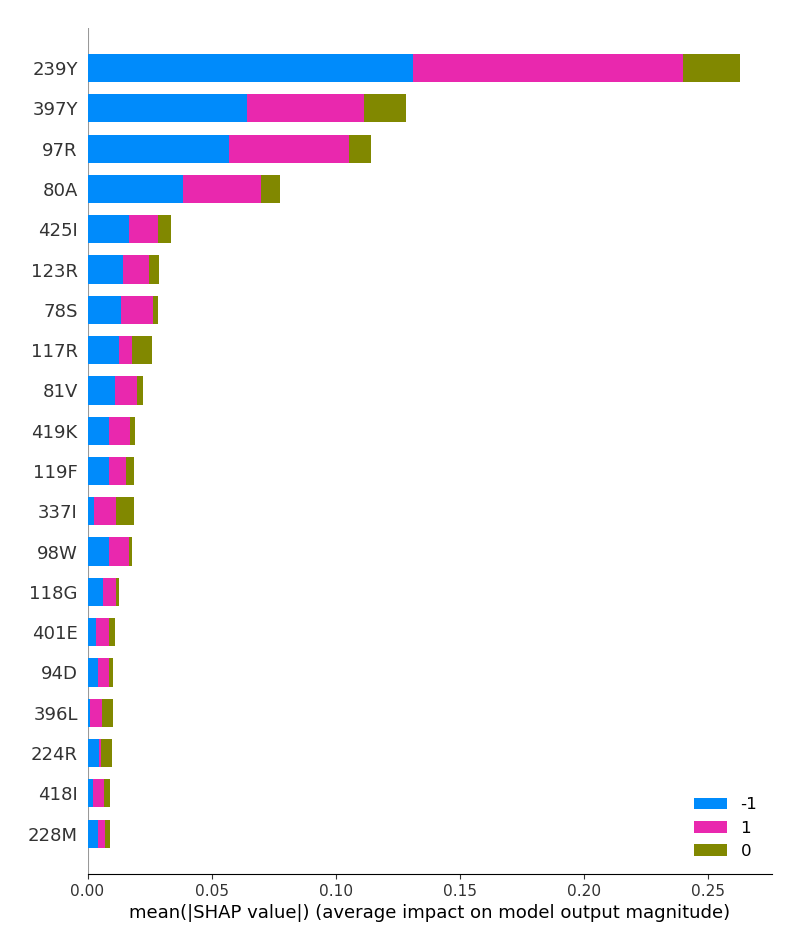 239Y
397Y
97R
80A
425I
123R
78S
117R
81V
419K
119F
337I
98W
118G
401E
94D
396L
224R
418I
228M
-1
1
0
0.00 0.05 0.10 0.15 0.20 0.25
mean(|SHAP value|) (average impact on model output magnitude)